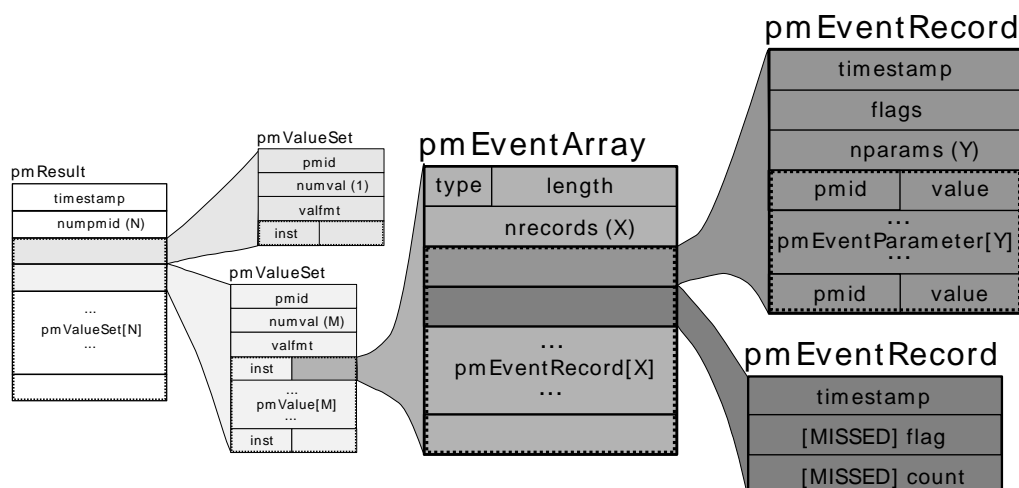 pmResult
timestamp
numpmid (N)
...
pmValueSet[N]
...
pmValueSet
pmid
numval (1)
valfmt
inst
pmValueSet
pmid
numval (M)
valfmt
inst
...
pmValue[M]
...
inst
pmEventArray
type length
nrecords (X)
...
pmEventRecord[X]
...
pmEventRecord
timestamp
flags
nparams (Y)
pmid value
...
pmEventParameter[Y]
...
pmid value
pmEventRecord
timestamp
[MISSED] flag
[MISSED] count